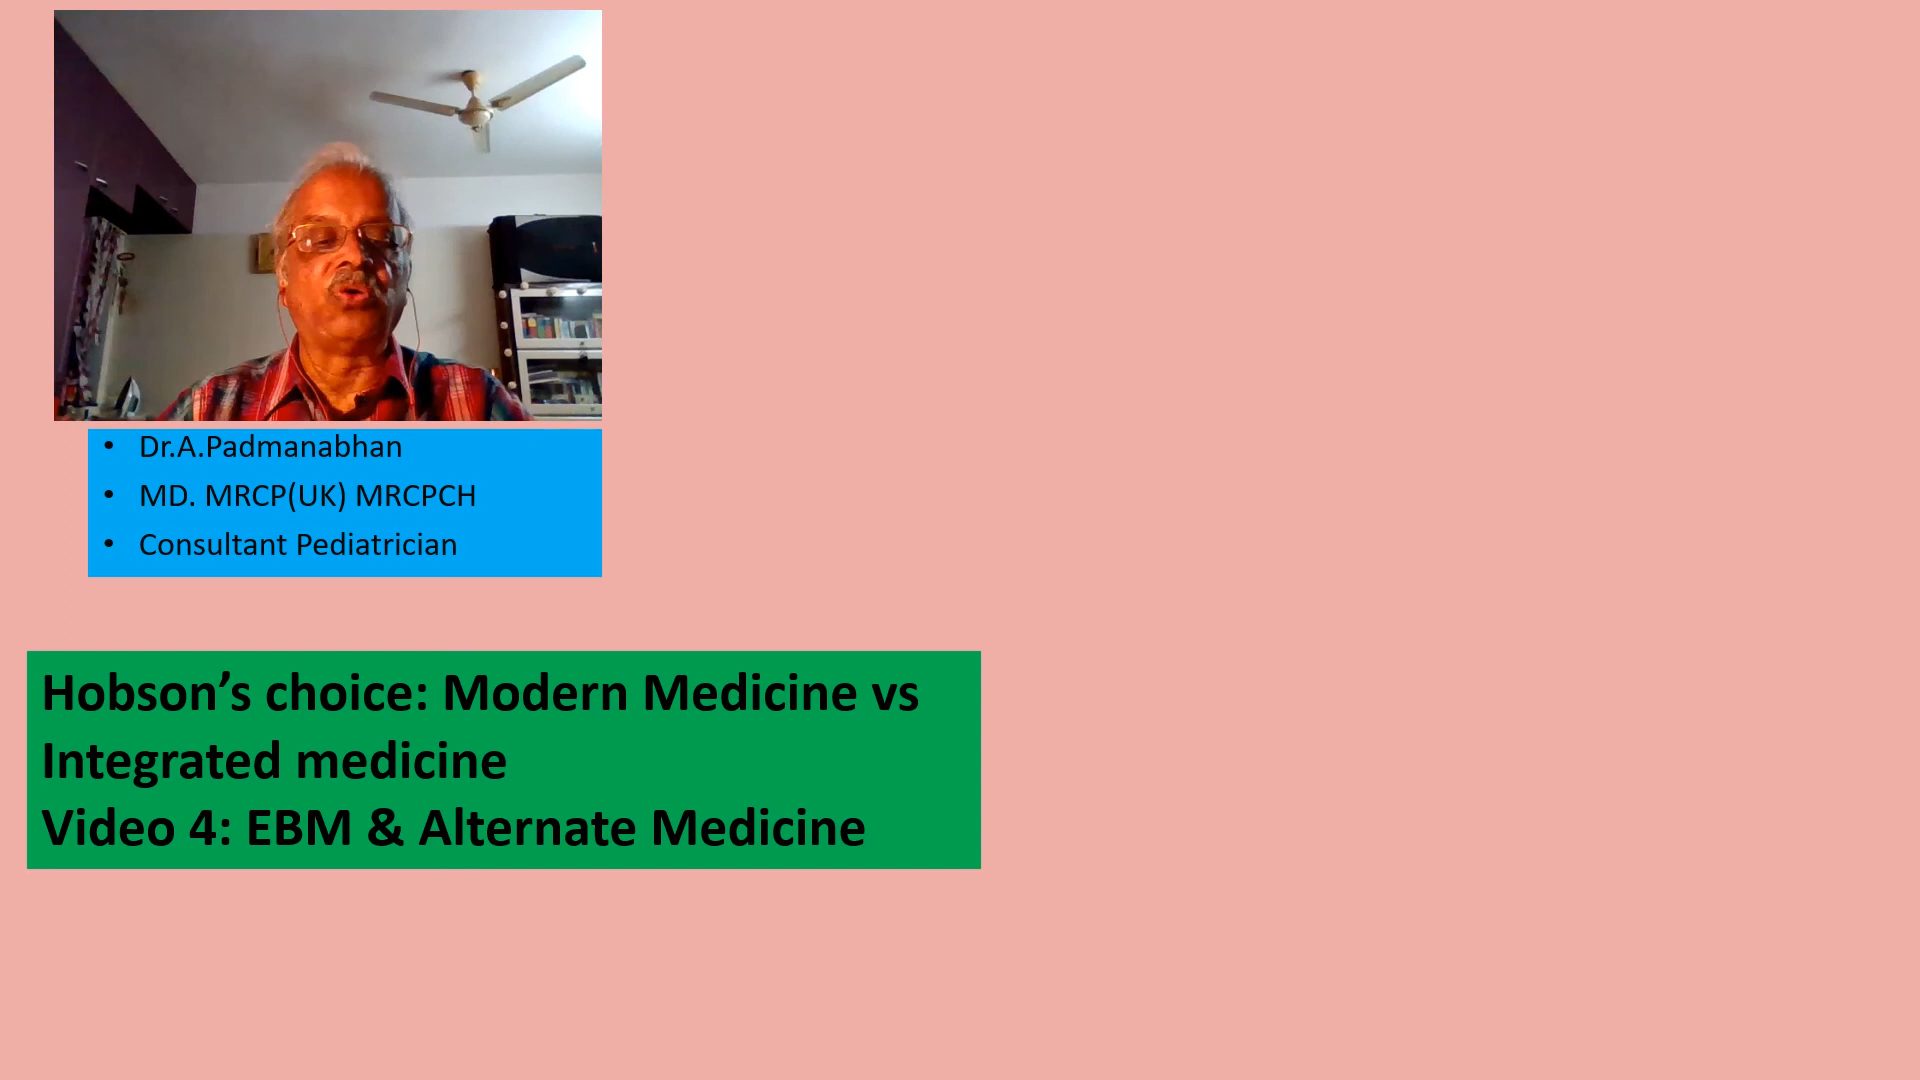 • Dr.A.Padmanabhan
• MD. MRCP(UK) MRCPCH
• Consultant Pediatrician
Hobson’s choice: Modern Medicine vs
Integrated medicine
Video 4: EBM & Alternate Medicine